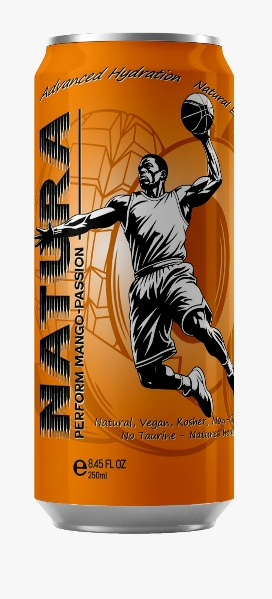 Advanced Hydration
Natural
NATURA
PERFORM MANGO-PASSION
Natural, Vegan, Kosher,
No Taurine - Natures
e 8.45 FL OZ
250ml